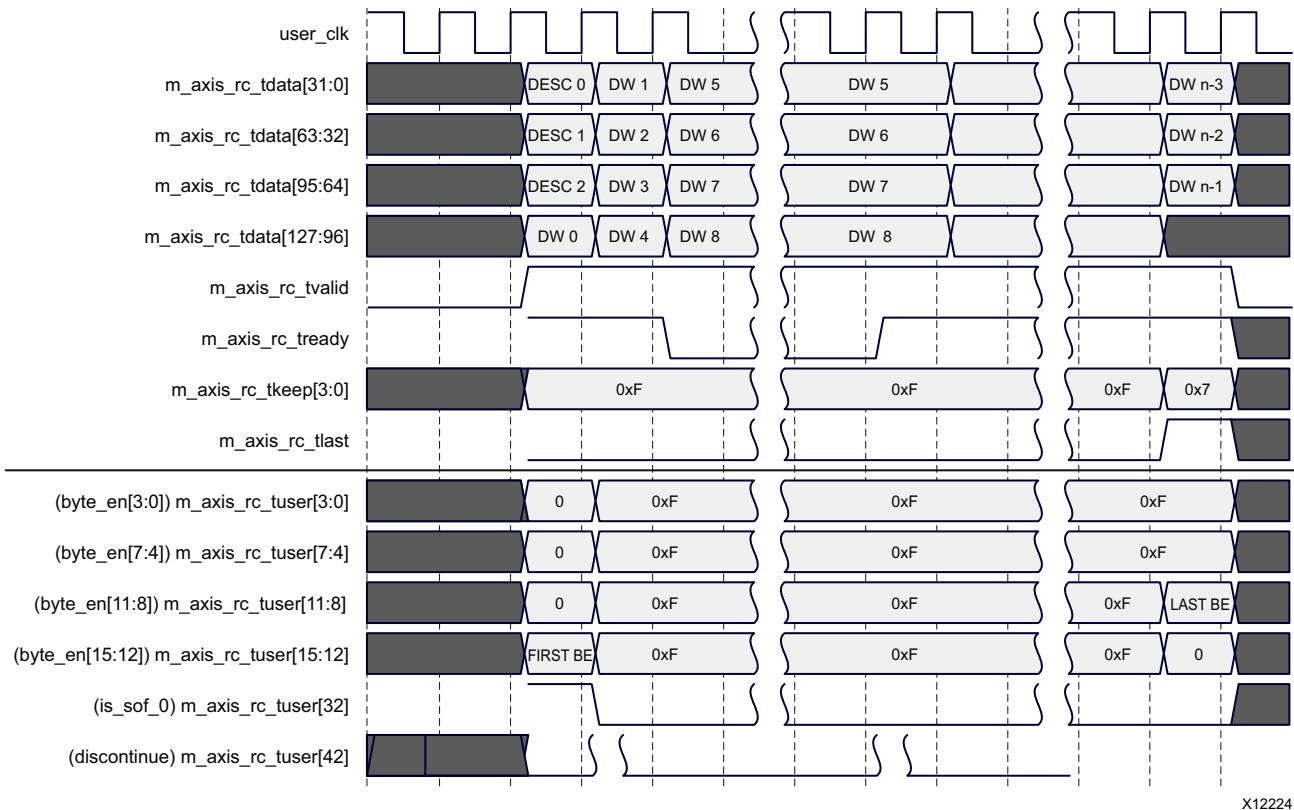 user_clk
m_axis_rc_tdata[31:0] DESC 0 DW 1 DW 5 DW 5 DW n-3
m_axis_rc_tdata[63:32] DESC 1 DW 2 DW 6 DW 6 DW n-2
m_axis_rc_tdata[95:64] DESC 2 DW 3 DW 7 DW 7 DW n-1
m_axis_rc_tdata[127:96] DW 0 DW 4 DW 8 DW 8
m_axis_rc_tvalid
m_axis_rc_tready
m_axis_rc_tkeep[3:0] 0xF 0xF 0xF 0x7
m_axis_rc_tlast
(byte_en[3:0]) m_axis_rc_tuser[3:0] 0 0xF 0xF 0xF
(byte_en[7:4]) m_axis_rc_tuser[7:4] 0 0xF 0xF 0xF
(byte_en[11:8]) m_axis_rc_tuser[11:8] 0 0xF 0xF 0xF LAST BE
(byte_en[15:12]) m_axis_rc_tuser[15:12] FIRST BE 0xF 0xF 0xF 0
(is_sof_0) m_axis_rc_tuser[32]
(discontinue) m_axis_rc_tuser[42]
X12224